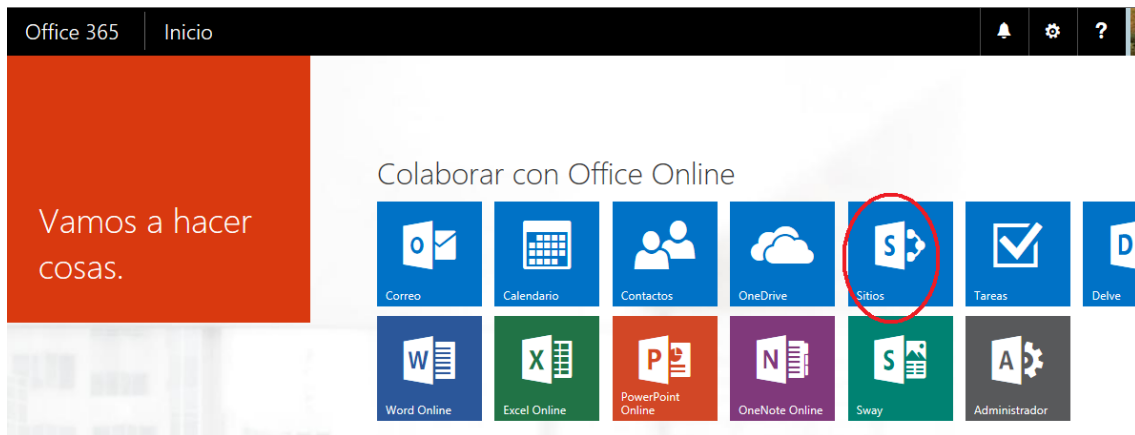 Office 365 Inicio ?
Vamos a hacer
cosas.
Colaborar con Office Online
O
Correo
Calendario
Contactos
OneDrive
S
Sitios
Tareas
D
Delve
W
Word Online
X
Excel Online
P
PowerPoint
Online
N
OneNote Online
S
Sway
A
Administrador